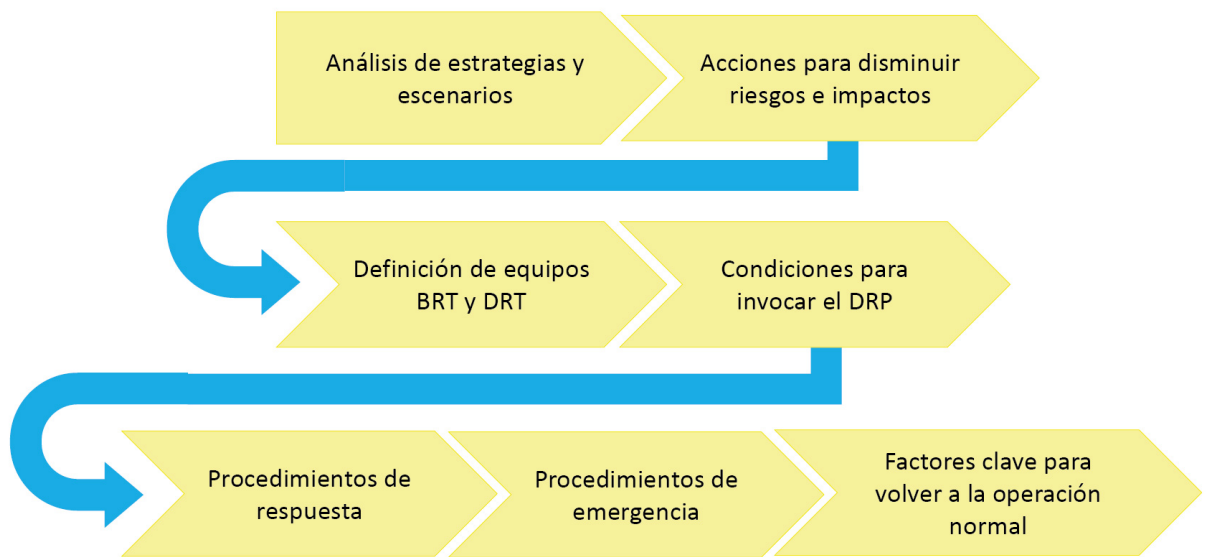 Análisis de estrategias y
escenarios
Acciones para disminuir
riesgos e impactos
Definición de equipos
BRT y DRT
Condiciones para
invocar el DRP
Procedimientos de
respuesta
Procedimientos de
emergencia
Factores clave para
volver a la operación
normal